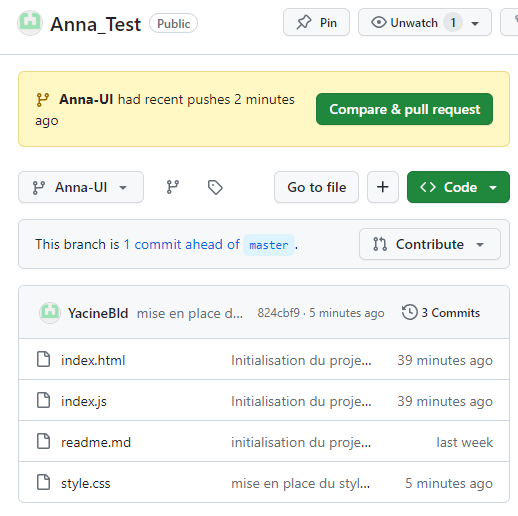 Anna_Test Public Pin Unwatch 1
Anna-UI had recent pushes 2 minutes
ago
Compare & pull request
Anna-UI Go to file + Code
This branch is 1 commit ahead of master. Contribute
YacineBld mise en place d... 824cbf9 · 5 minutes ago 3 Commits
index.html Initialisation du proje... 39 minutes ago
index.js Initialisation du proje... 39 minutes ago
readme.md initialisation du proje... last week
style.css mise en place du styl... 5 minutes ago